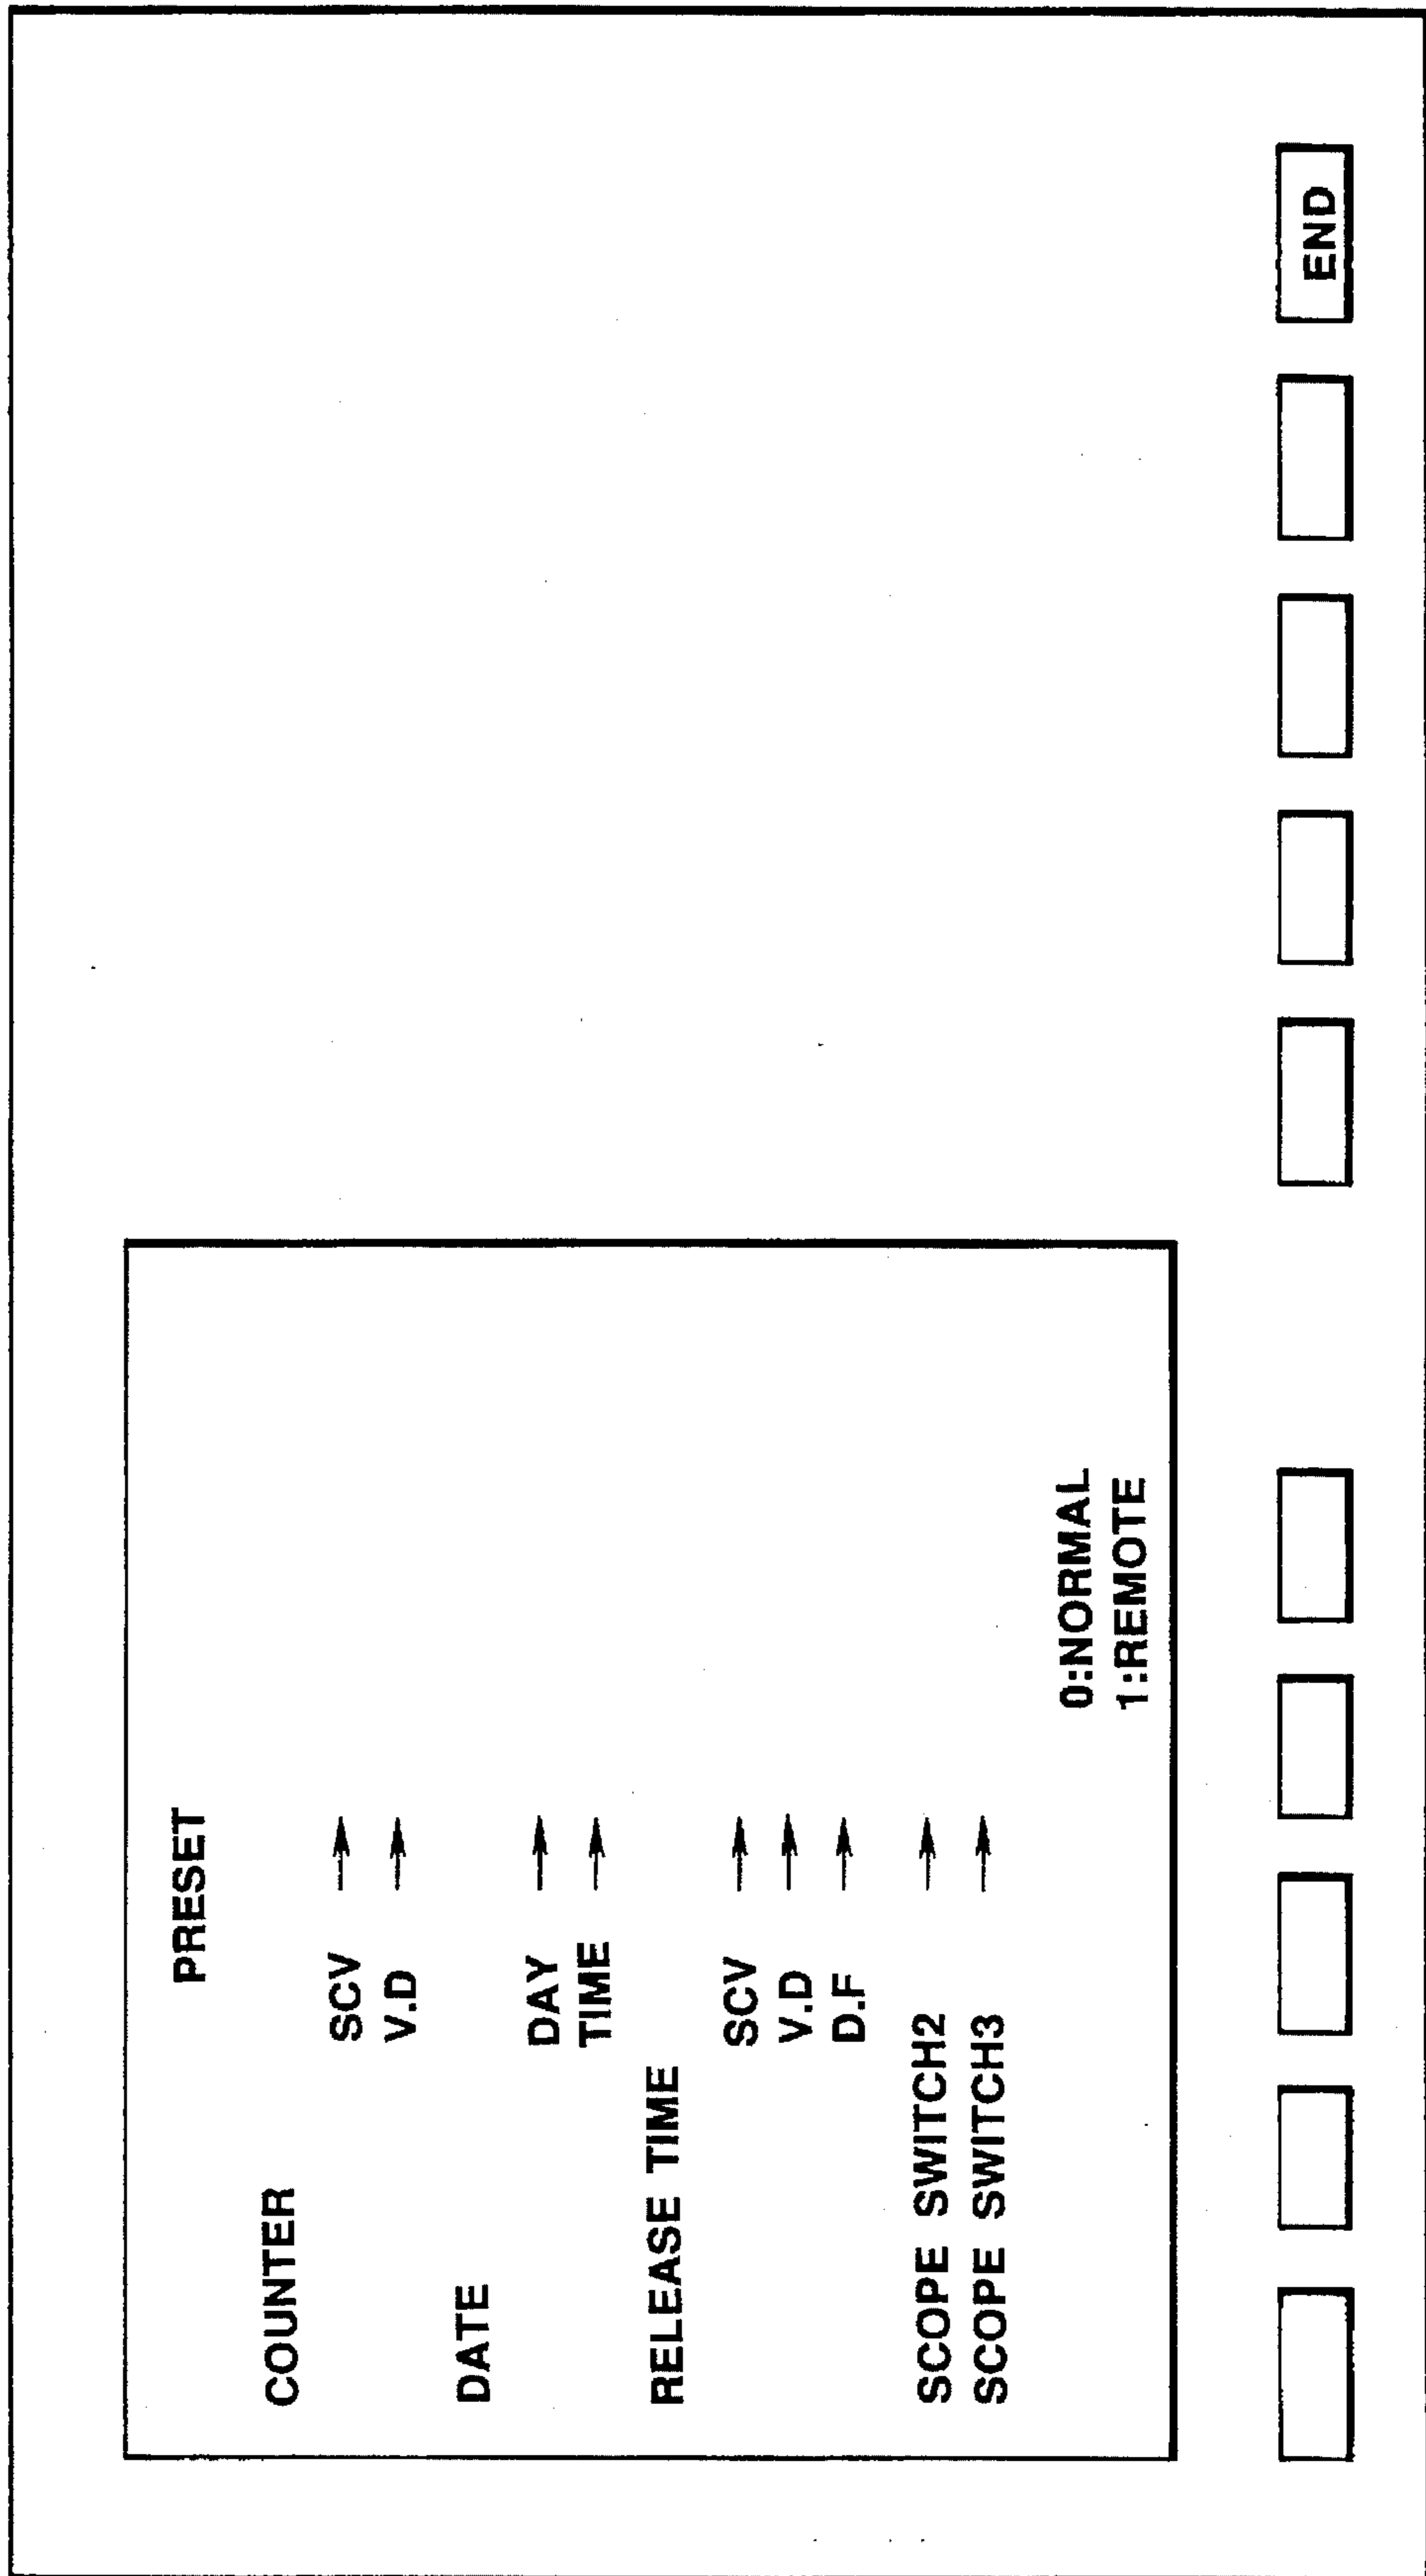 PRESET
COUNTER
SCV →
V.D →
DATE
DAY →
TIME →
RELEASE TIME
SCV →
V.D →
D.F →
SCOPE SWITCH2 →
SCOPE SWITCH3 →
0:NORMAL
1:REMOTE
END